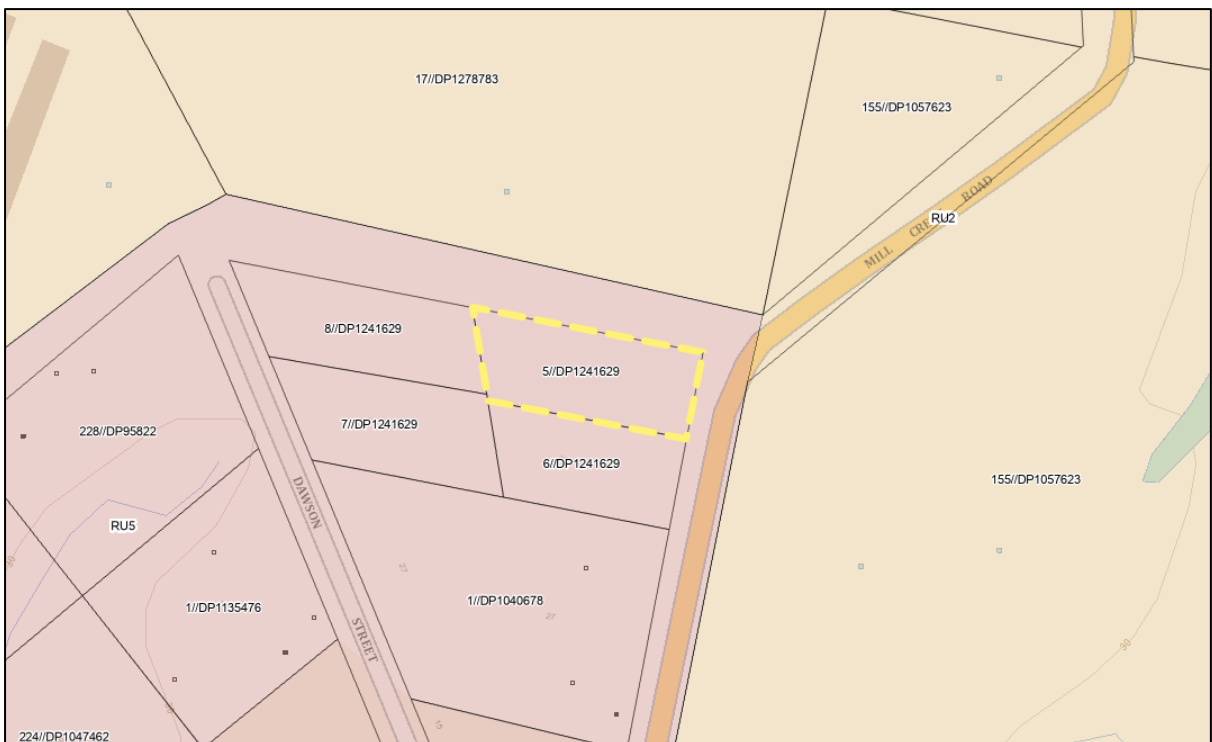 17//DP1278783
155//DP1057623
MILL CREEK ROAD
RU2
8//DP1241629
5//DP1241629
7//DP1241629
228//DP95822
6//DP1241629
155//DP1057623
DAWSON STREET
RU5
30
27
1//DP1135476
1//DP1040678
27
30
15
224//DP1047462